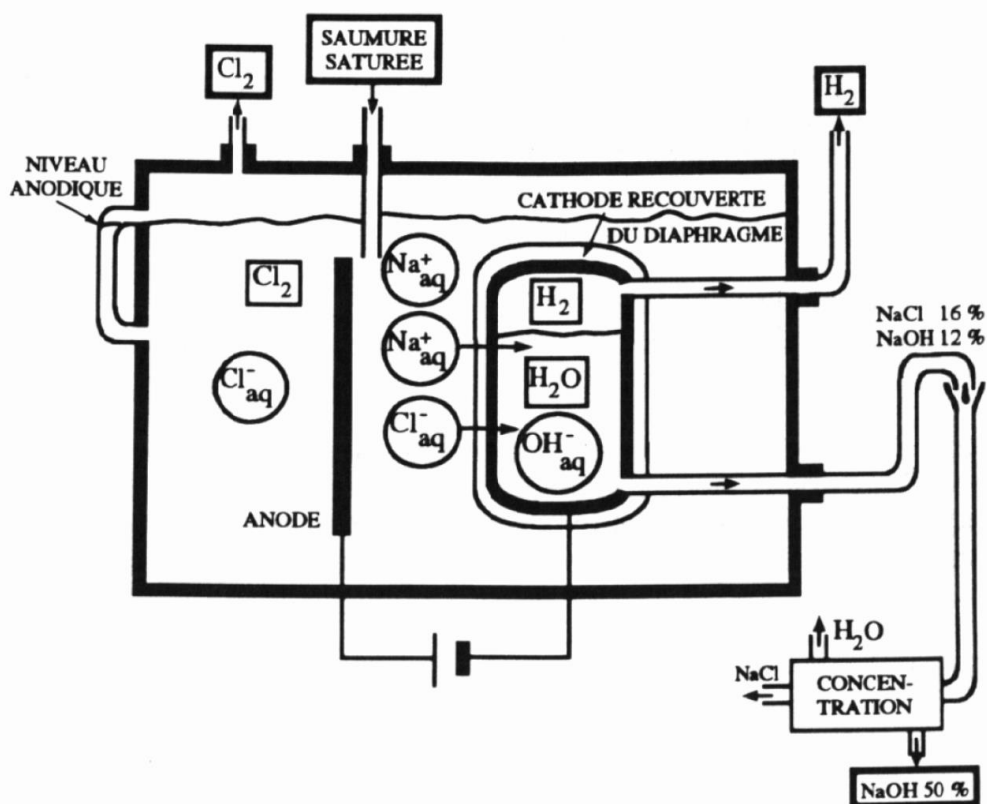 SAUMURE
SATUREE
Cl₂
H₂
NIVEAU
ANODIQUE
CATHODE RECOUVERTE
DU DIAPHRAGME
Na⁺aq
Cl₂
H₂
NaCl 16 %
NaOH 12 %
Na⁺aq
H₂O
Cl⁻aq
Cl⁻aq
OH⁻aq
ANODE
H₂O
NaCl
CONCEN-
TRATION
NaOH 50 %